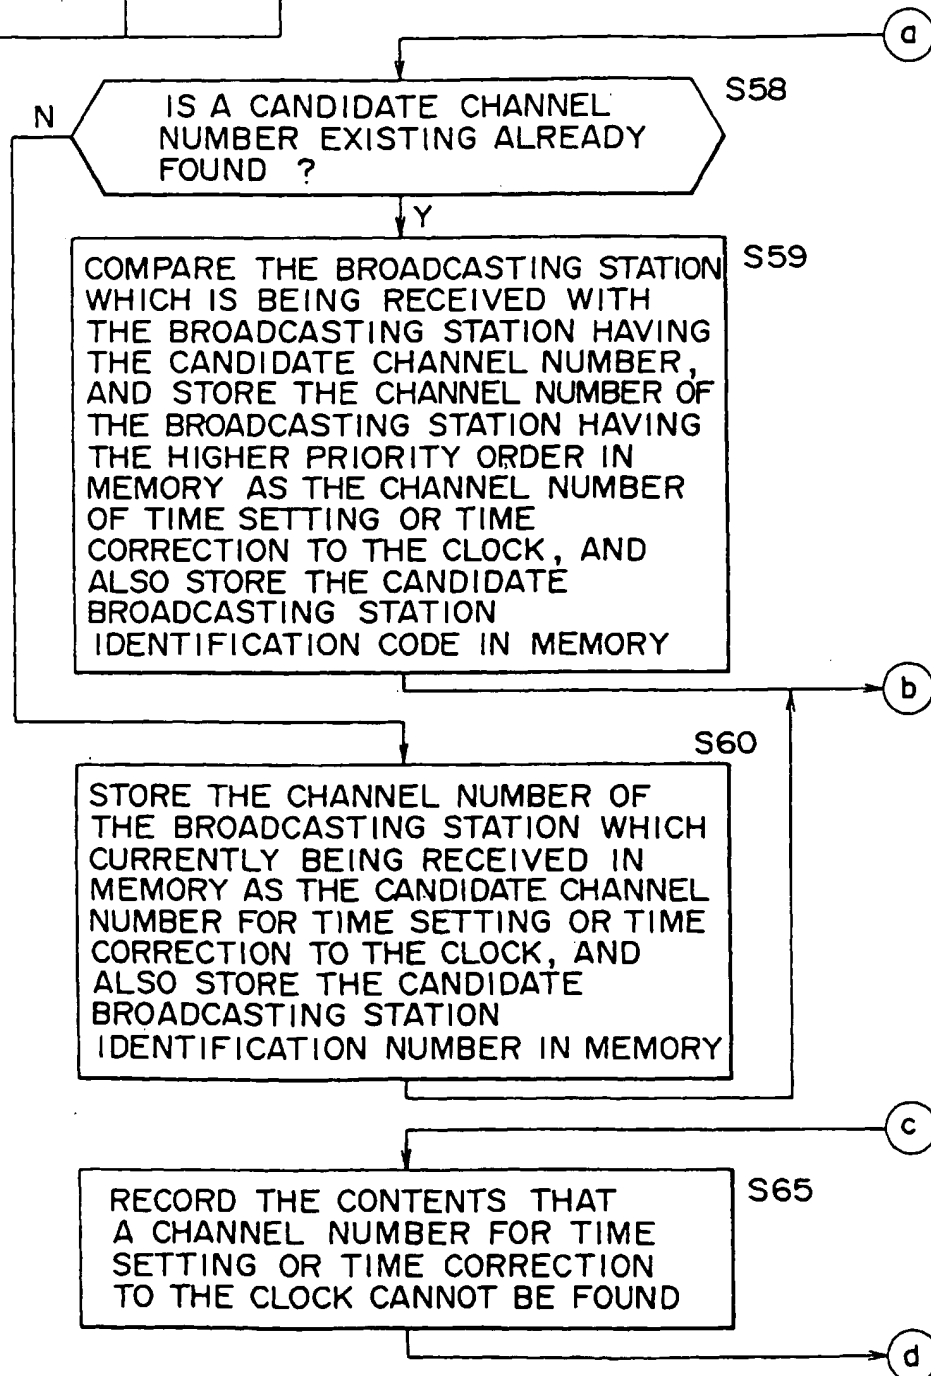 a
S58
N
IS A CANDIDATE CHANNEL
NUMBER EXISTING ALREADY
FOUND ?
Y
S59
COMPARE THE BROADCASTING STATION
WHICH IS BEING RECEIVED WITH
THE BROADCASTING STATION HAVING
THE CANDIDATE CHANNEL NUMBER,
AND STORE THE CHANNEL NUMBER OF
THE BROADCASTING STATION HAVING
THE HIGHER PRIORITY ORDER IN
MEMORY AS THE CHANNEL NUMBER
OF TIME SETTING OR TIME
CORRECTION TO THE CLOCK, AND
ALSO STORE THE CANDIDATE
BROADCASTING STATION
IDENTIFICATION CODE IN MEMORY
b
S60
STORE THE CHANNEL NUMBER OF
THE BROADCASTING STATION WHICH
CURRENTLY BEING RECEIVED IN
MEMORY AS THE CANDIDATE CHANNEL
NUMBER FOR TIME SETTING OR TIME
CORRECTION TO THE CLOCK, AND
ALSO STORE THE CANDIDATE
BROADCASTING STATION
IDENTIFICATION NUMBER IN MEMORY
c
S65
RECORD THE CONTENTS THAT
A CHANNEL NUMBER FOR TIME
SETTING OR TIME CORRECTION
TO THE CLOCK CANNOT BE FOUND
d